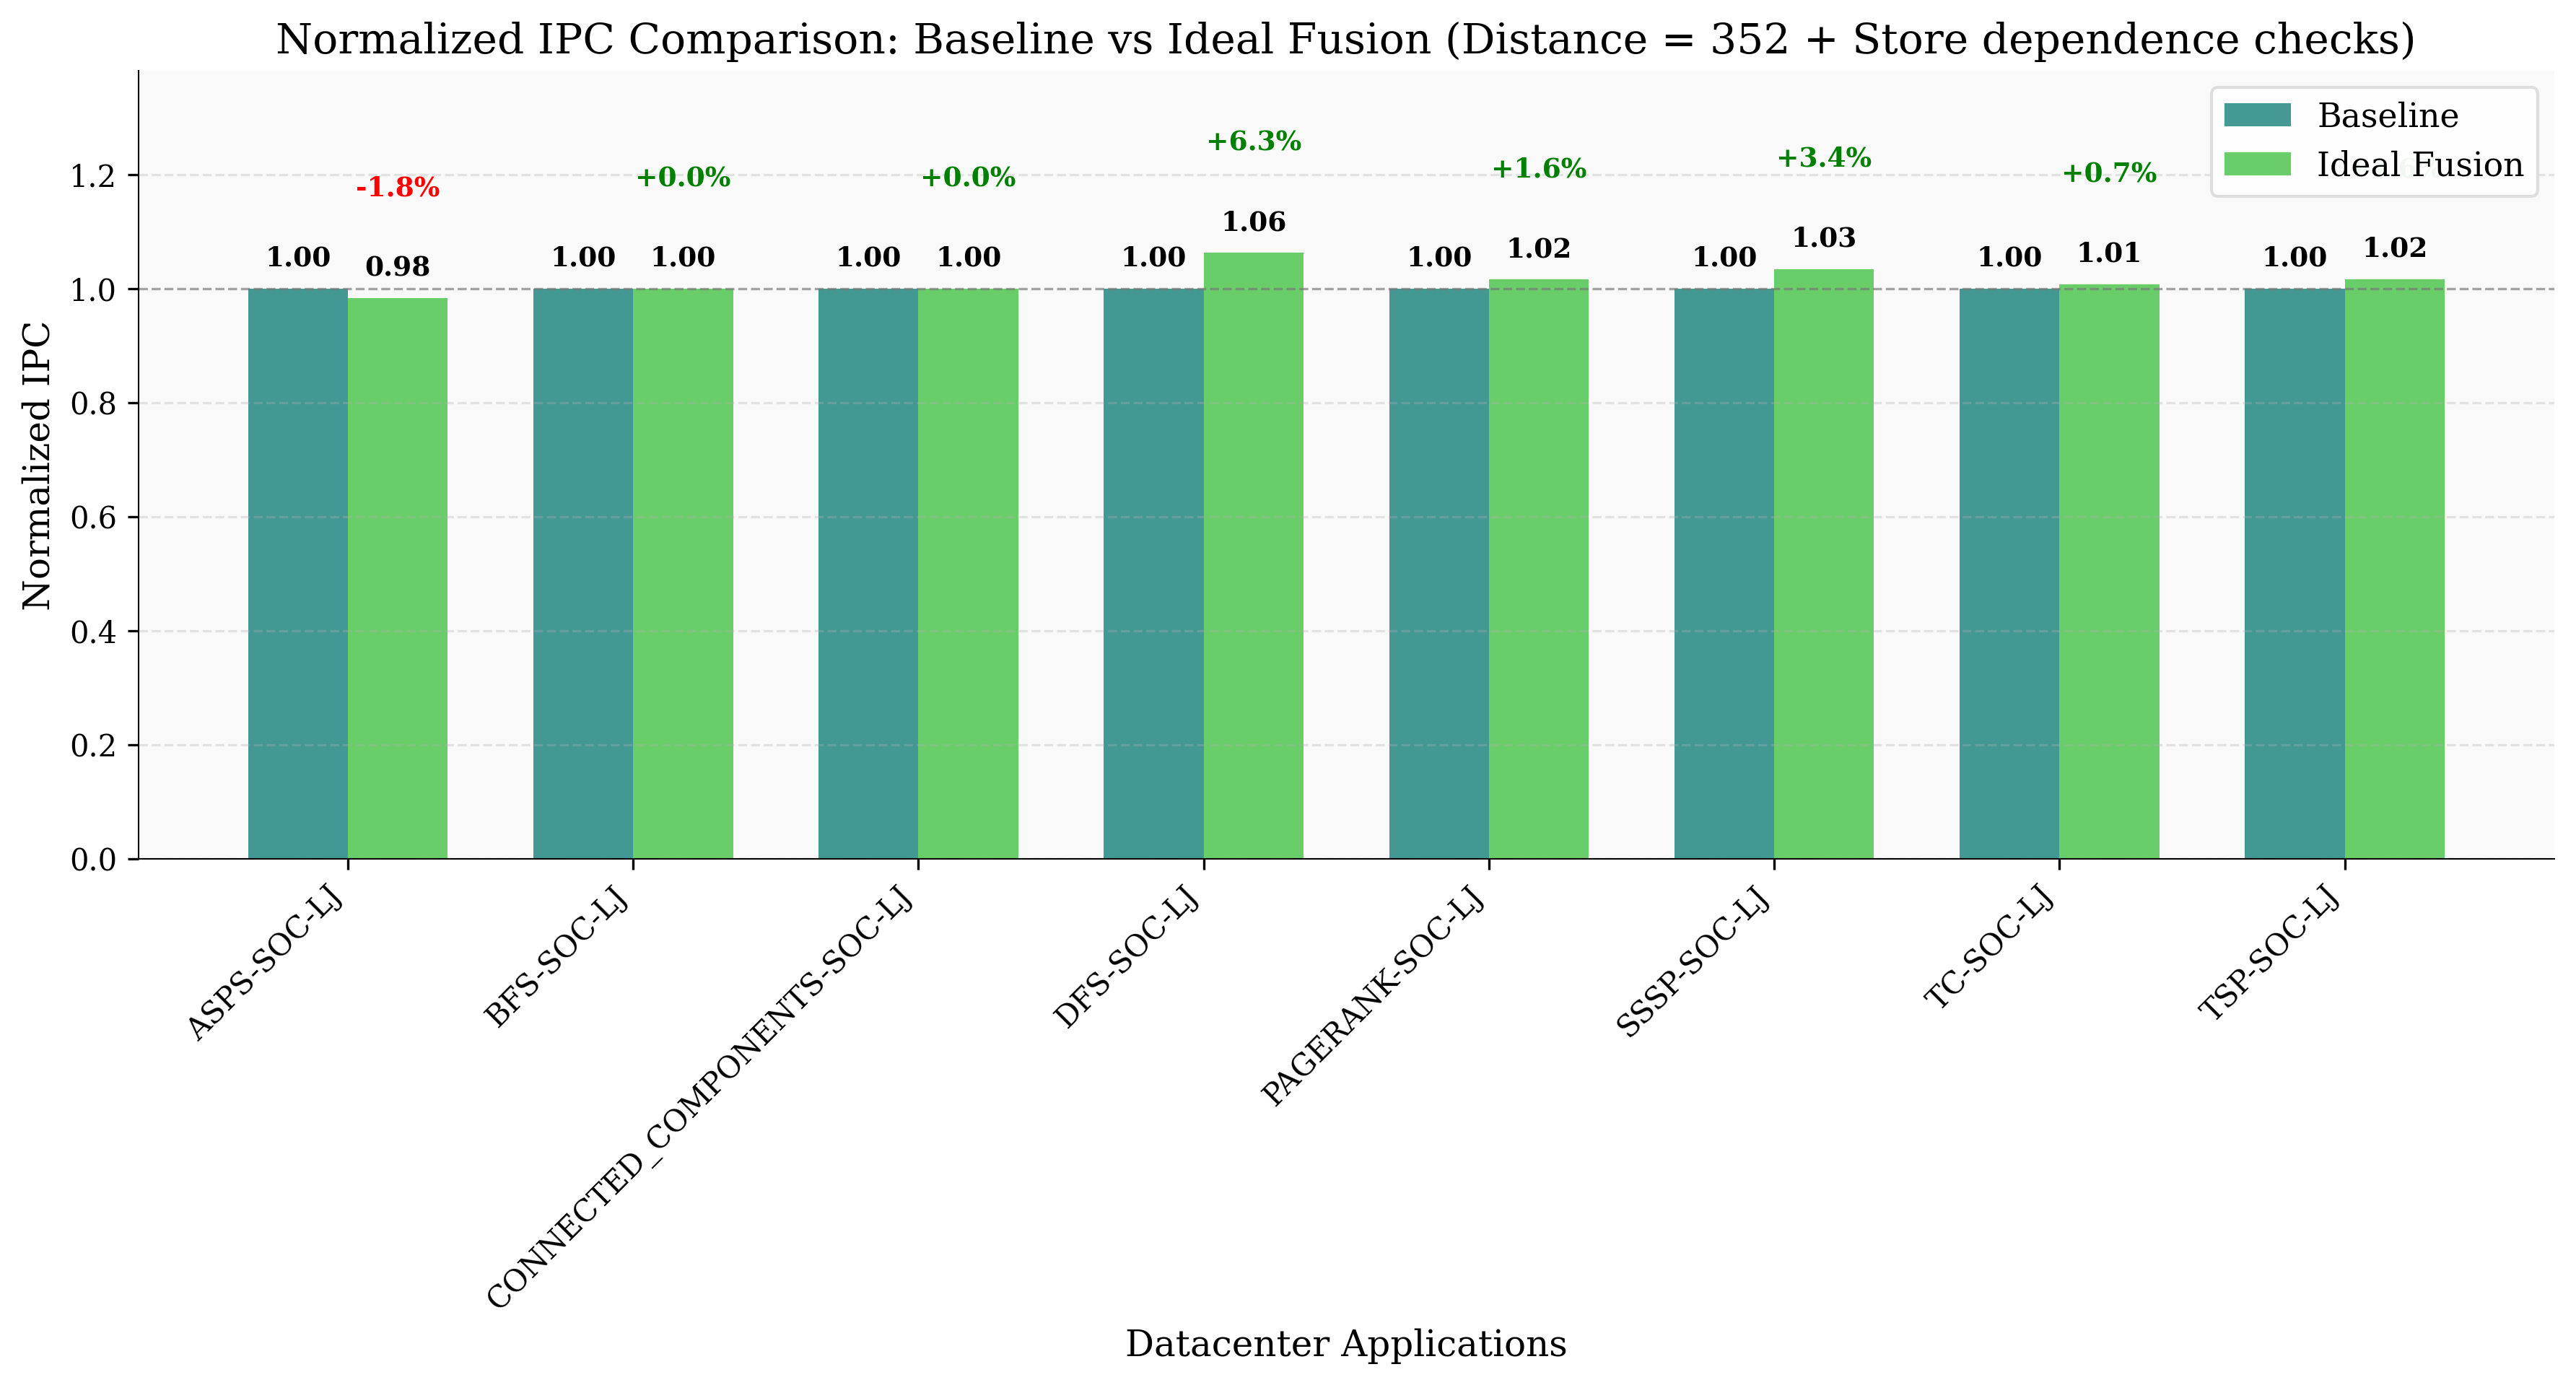 Normalized IPC Comparison: Baseline vs Ideal Fusion (Distance = 352 + Store dependence checks)
Baseline
Ideal Fusion
Normalized IPC
1.2
1.0
0.8
0.6
0.4
0.2
0.0
-1.8%
+0.0%
+0.0%
+6.3%
+1.6%
+3.4%
+0.7%
1.00
0.98
1.00
1.00
1.00
1.00
1.00
1.06
1.00
1.02
1.00
1.03
1.00
1.01
1.00
1.02
ASPS-SOC-LJ
BFS-SOC-LJ
CONNECTED_COMPONENTS-SOC-LJ
DFS-SOC-LJ
PAGERANK-SOC-LJ
SSSP-SOC-LJ
TC-SOC-LJ
TSP-SOC-LJ
Datacenter Applications